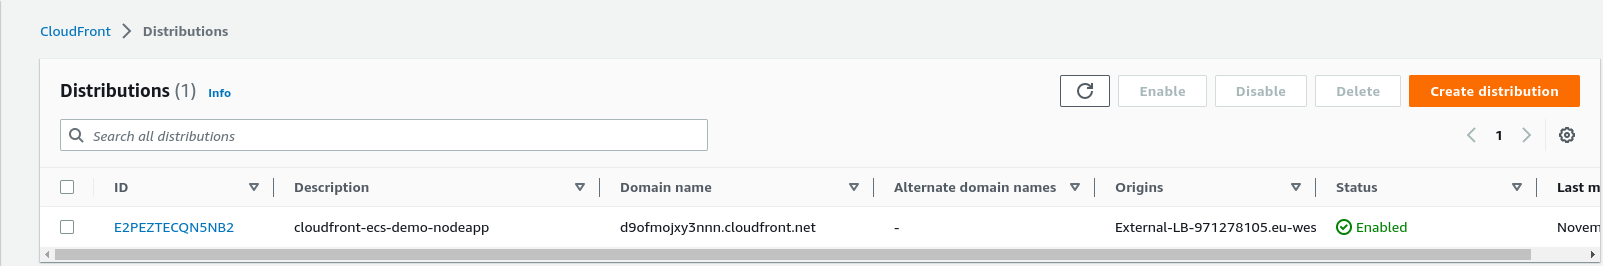 CloudFront > Distributions
Distributions (1) Info
Enable Disable Delete Create distribution
Search all distributions
1
ID Description Domain name Alternate domain names Origins Status Last m
E2PEZTECQN5NB2 cloudfront-ecs-demo-nodeapp d9ofmojxy3nnn.cloudfront.net - External-LB-971278105.eu-wes Enabled Novem